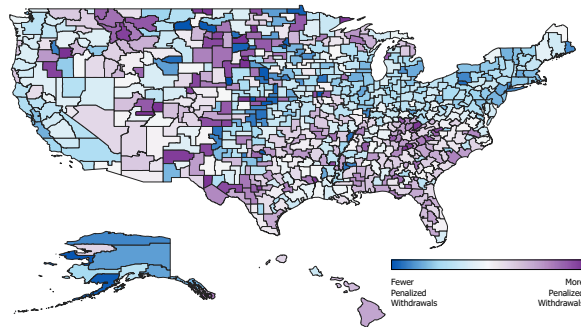 Fewer
Penalized
Withdrawals
More
Penalized
Withdrawals